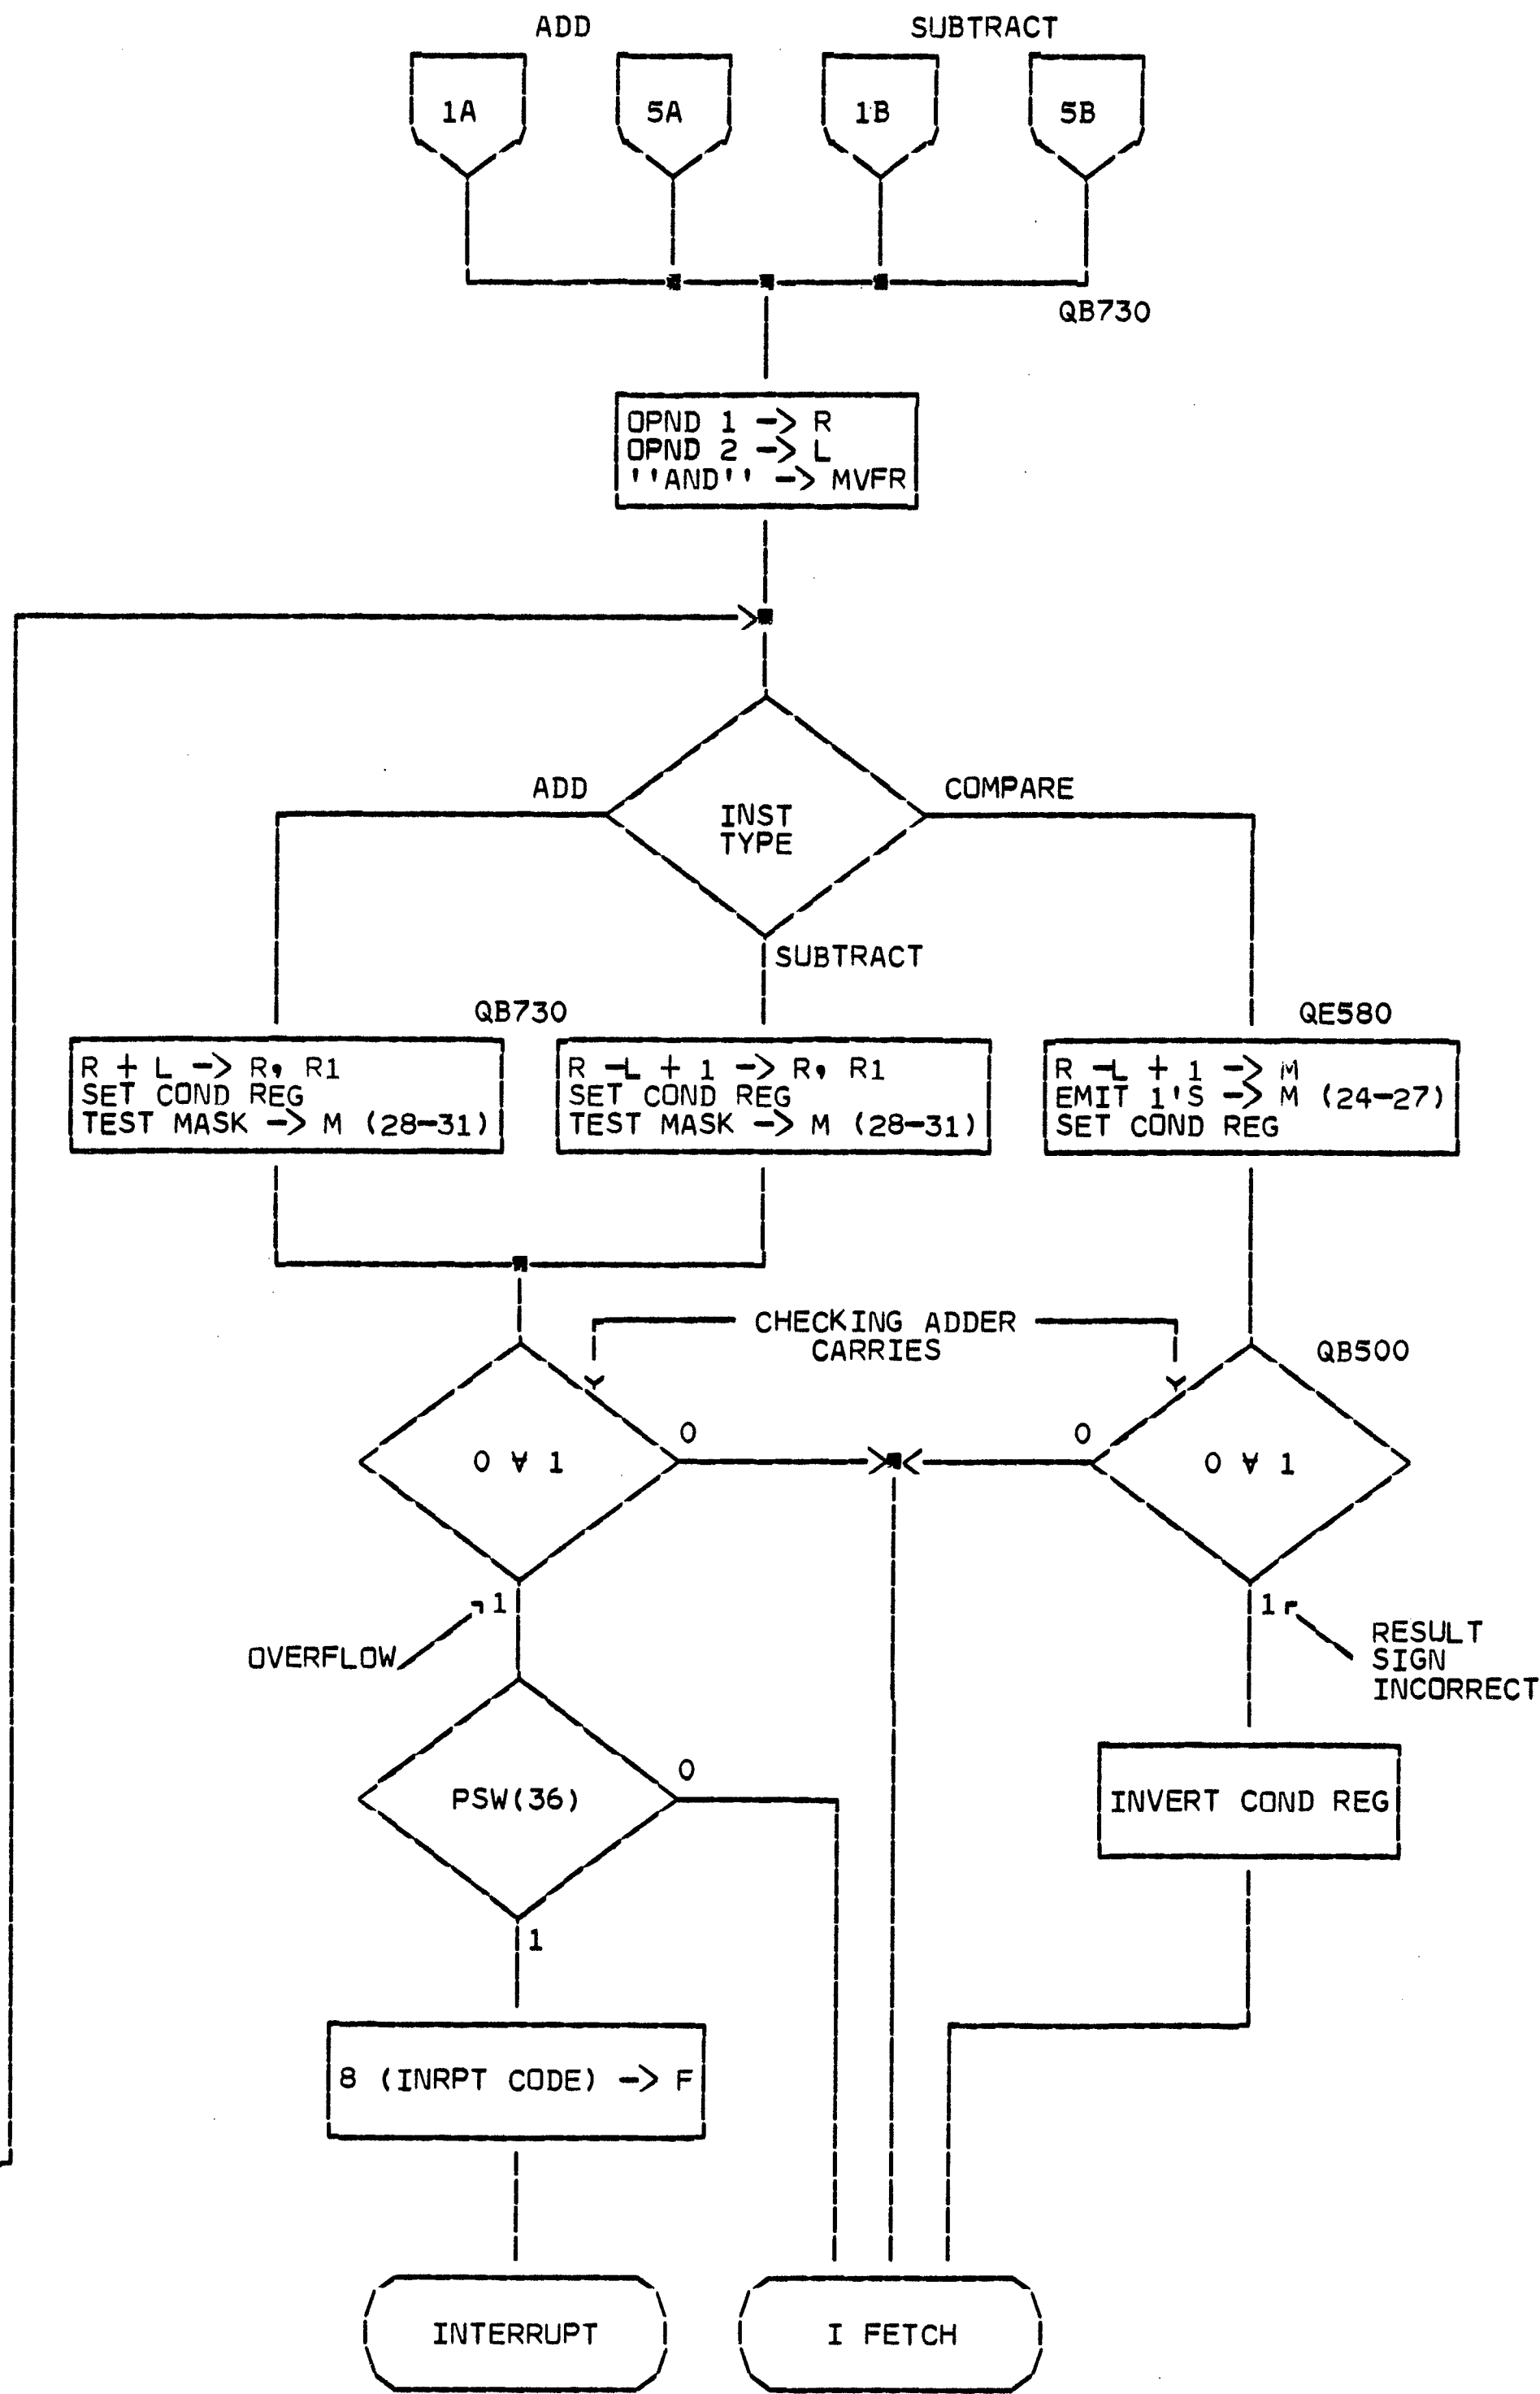 ADD SUBTRACT
1A 5A 1B 5B
QB730
OPND 1 -> R
OPND 2 -> L
''AND'' -> MVFR
ADD COMPARE
INST
TYPE
SUBTRACT
QB730 QE580
R + L -> R, R1
SET COND REG
TEST MASK -> M (28-31)
R -L + 1 -> R, R1
SET COND REG
TEST MASK -> M (28-31)
R -L + 1 -> M
EMIT 1'S -> M (24-27)
SET COND REG
CHECKING ADDER
CARRIES
QB500
0 ∀ 1 0
0 0 ∀ 1
1 1
OVERFLOW
RESULT
SIGN
INCORRECT
PSW(36) 0
INVERT COND REG
1
8 (INRPT CODE) -> F
INTERRUPT I FETCH